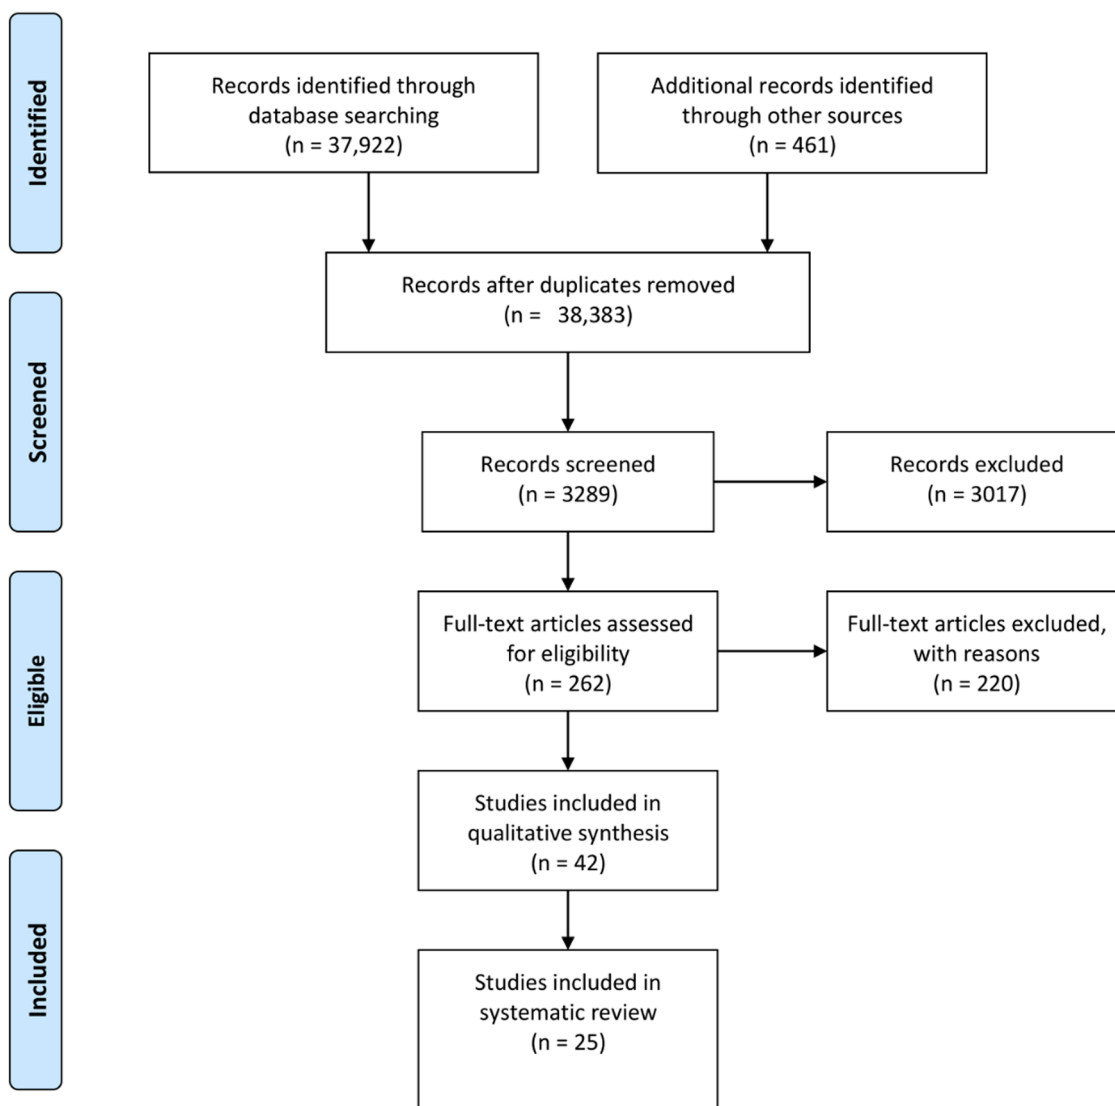 Identified
Records identified through
database searching
(n = 37,922)
Additional records identified
through other sources
(n = 461)
Records after duplicates removed
(n =   38,383)
Screened
Records screened
(n = 3289)
Records excluded
(n = 3017)
Eligible
Full-text articles assessed
for eligibility
(n = 262)
Full-text articles excluded,
with reasons
(n = 220)
Studies included in
qualitative synthesis
(n = 42)
Included
Studies included in
systematic review
(n = 25)